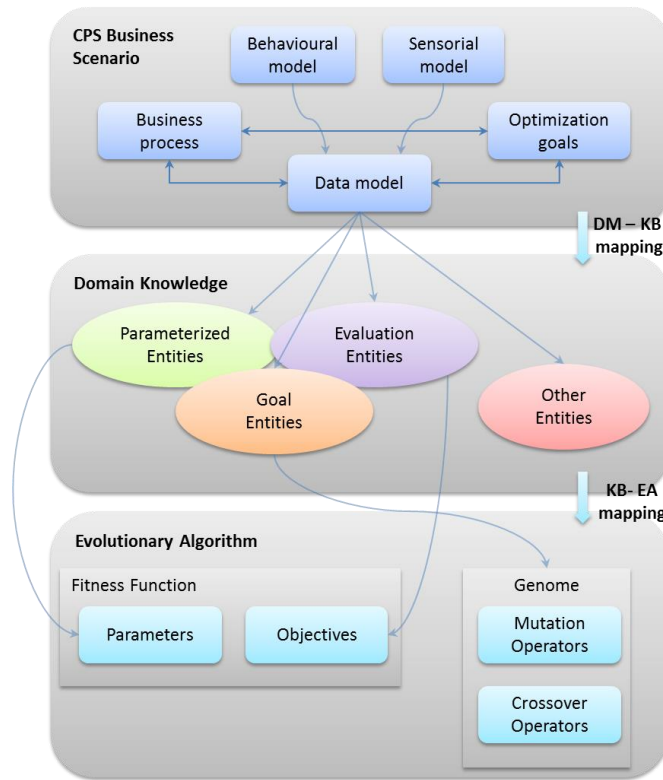 CPS Business
Scenario
Behavioural
model
Sensorial
model
Business
process
Optimization
goals
Data model
DM – KB
mapping
Domain Knowledge
Parameterized
Entities
Evaluation
Entities
Goal
Entities
Other
Entities
KB- EA
mapping
Evolutionary Algorithm
Fitness Function
Genome
Parameters
Objectives
Mutation
Operators
Crossover
Operators